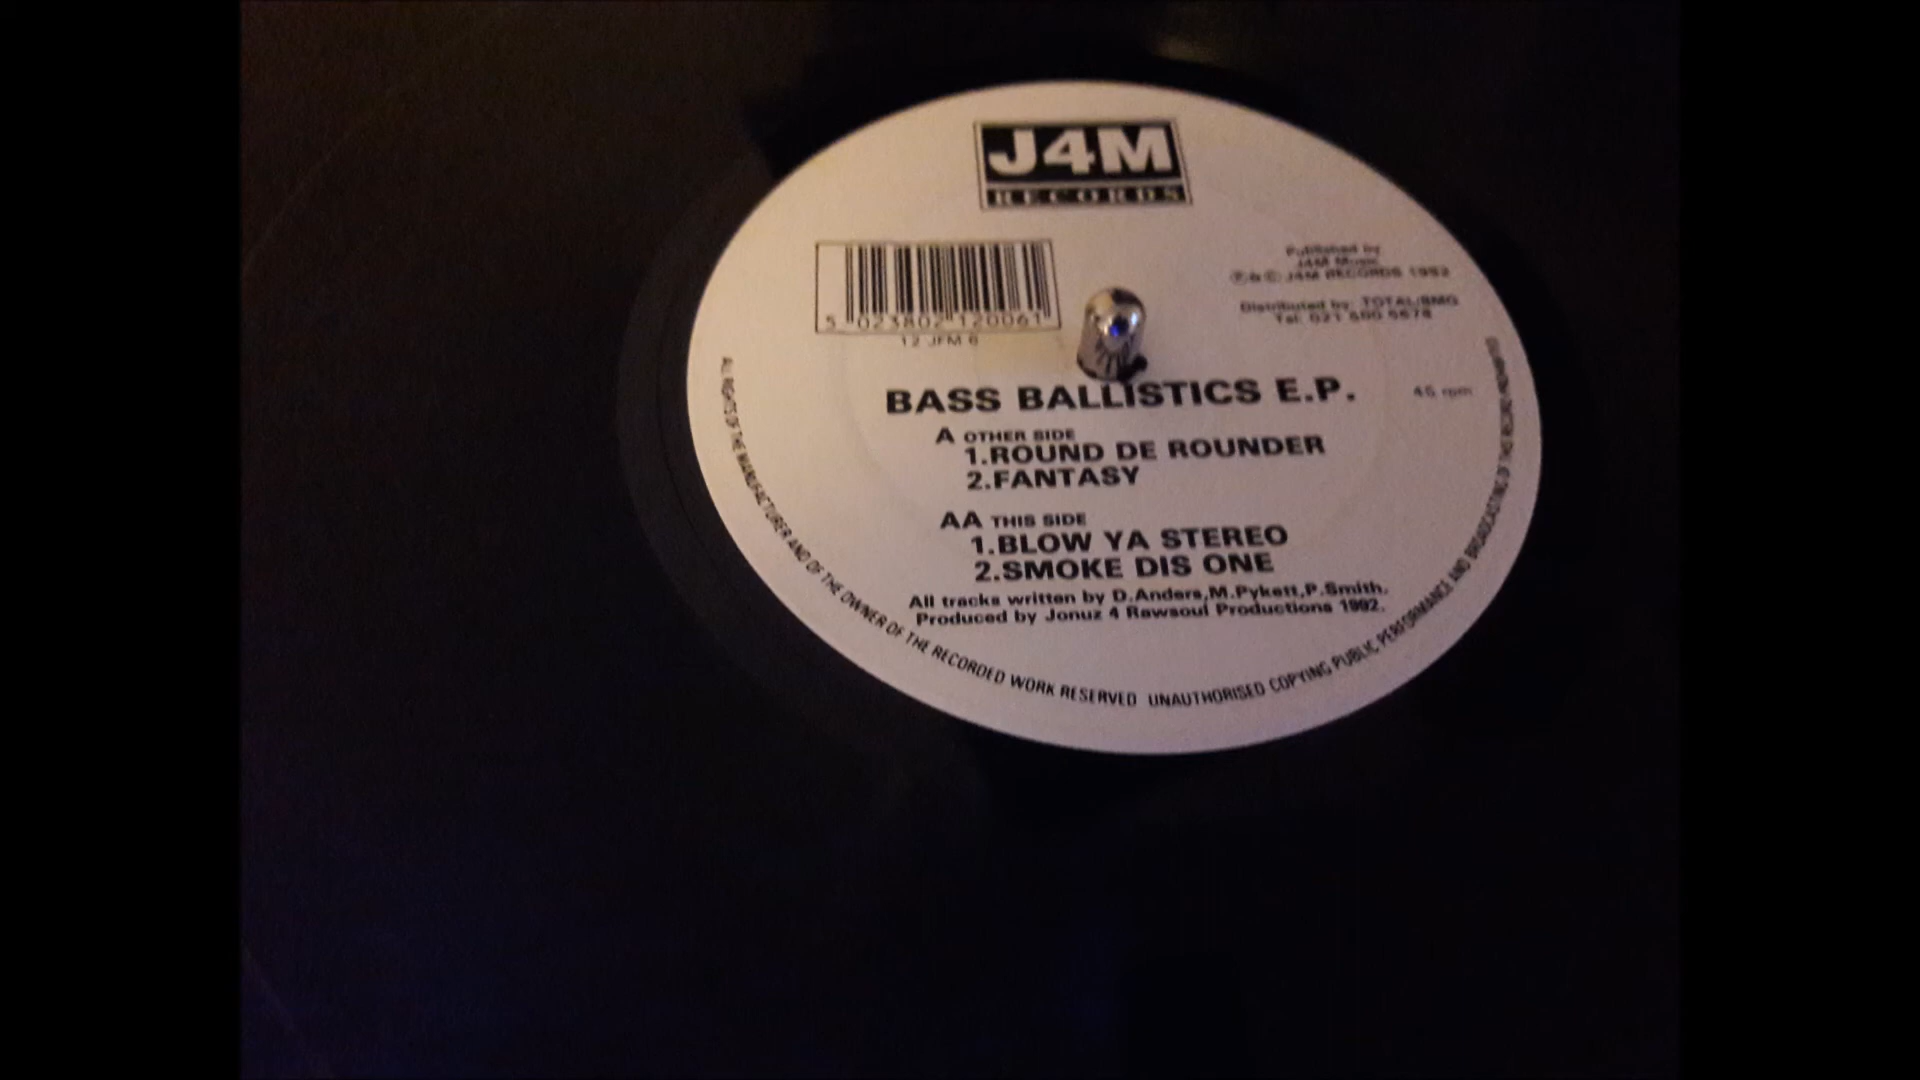 J4M
RECORDS
5 023802 120061
12 JFM 6
Published by
J4M Music
℗ & © J4M RECORDS 1992
Distributed by: TOTAL/BMG
BASS BALLISTICS E.P.
45 rpm
A OTHER SIDE
1.ROUND DE ROUNDER
2.FANTASY
AA THIS SIDE
1.BLOW YA STEREO
2.SMOKE DIS ONE
All tracks written by D.Anders,M.Pykett,P.Smith.
Produced by Jonuz 4 Rawsoul Productions 1992.
ALL RIGHTS OF THE MANUFACTURER AND OF THE OWNER OF THE RECORDED WORK RESERVED UNAUTHORISED COPYING PUBLIC PERFORMANCE AND BROADCASTING OF THE RECORD PROHIBITED